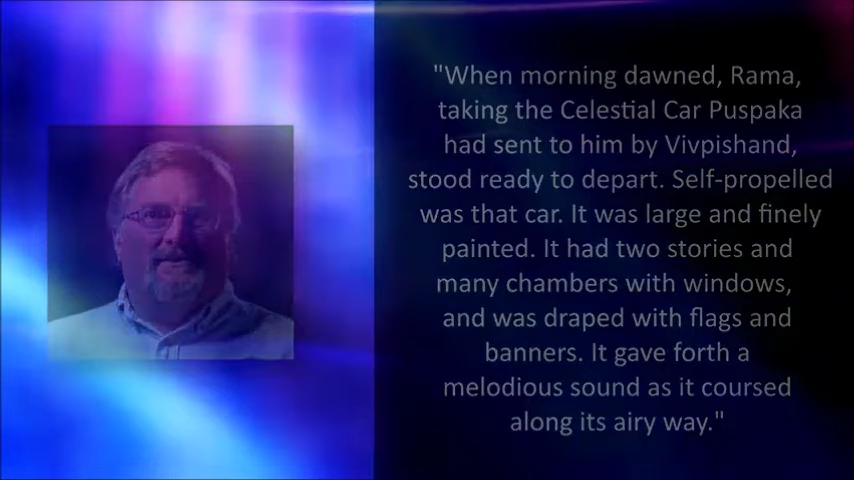 "When morning dawned, Rama,
taking the Celestial Car Puspaka
had sent to him by Vivpishand,
stood ready to depart. Self-propelled
was that car. It was large and finely
painted. It had two stories and
many chambers with windows,
and was draped with flags and
banners. It gave forth a
melodious sound as it coursed
along its airy way."